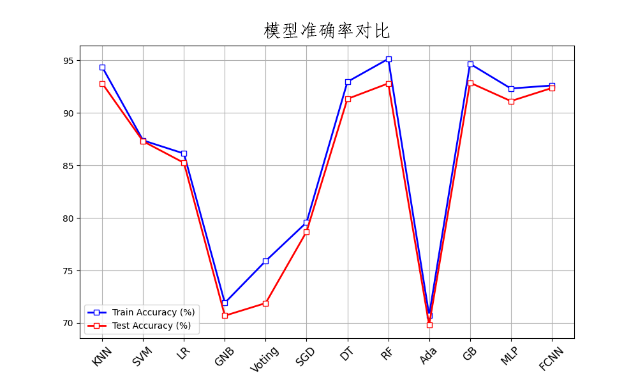 模型准确率对比
95
90
85
80
75
70
Train Accuracy (%)
Test Accuracy (%)
KNN
SVM
LR
GNB
Voting
SGD
DT
RF
Ada
GB
MLP
FCNN